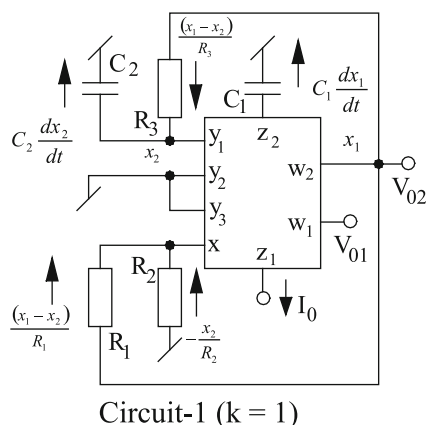 (x₁ − x₂)/R₃
C₂
C₁ dx₁/dt
C₁
R₃
C₂ dx₂/dt
x₂
y₁
z₂
x₁
w₂
y₂
V₀₂
y₃
w₁
x
z₁
V₀₁
R₂
I₀
(x₁ − x₂)/R₁
R₁
−x₂/R₂
Circuit-1 (k = 1)